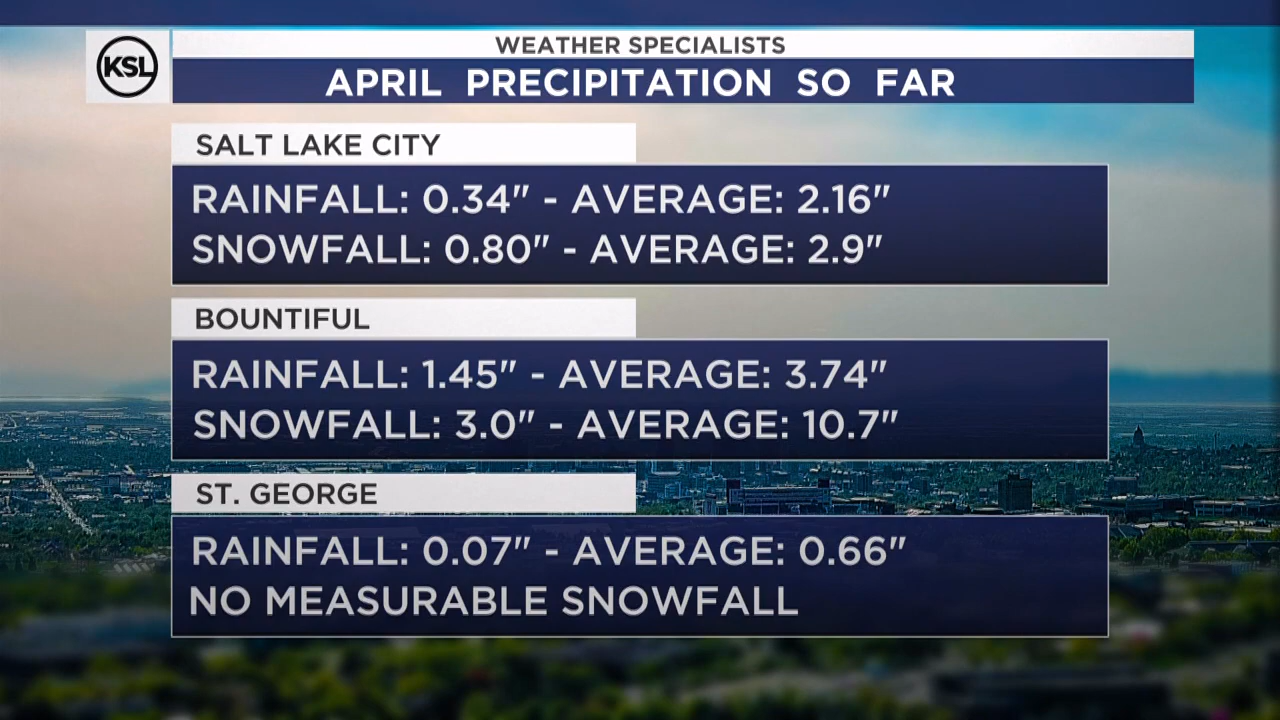 KSL
WEATHER SPECIALISTS
APRIL PRECIPITATION SO FAR
SALT LAKE CITY
RAINFALL: 0.34" - AVERAGE: 2.16"
SNOWFALL: 0.80" - AVERAGE: 2.9"
BOUNTIFUL
RAINFALL: 1.45" - AVERAGE: 3.74"
SNOWFALL: 3.0" - AVERAGE: 10.7"
ST. GEORGE
RAINFALL: 0.07" - AVERAGE: 0.66"
NO MEASURABLE SNOWFALL